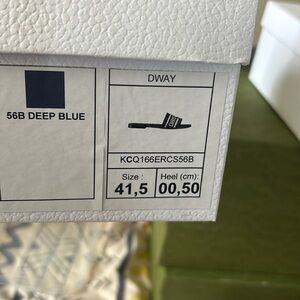 56B DEEP BLUE
DWAY
KCQ166ERCS56B
Size : Heel (cm):
41,5 00,50